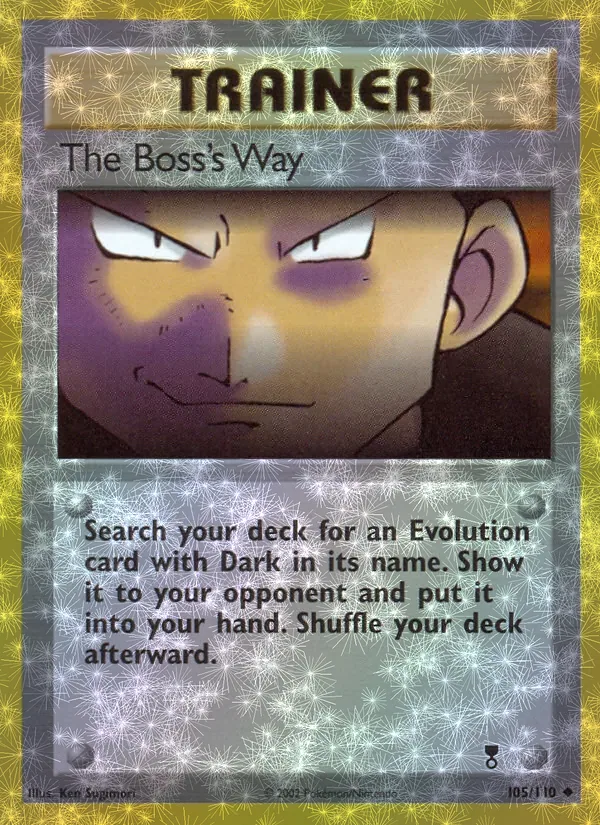 TRAINER
The Boss's Way
Search your deck for an Evolution
card with Dark in its name. Show
it to your opponent and put it
into your hand. Shuffle your deck
afterward.
Illus. Ken Sugimori
© 2002 Pokémon/Nintendo
105/110